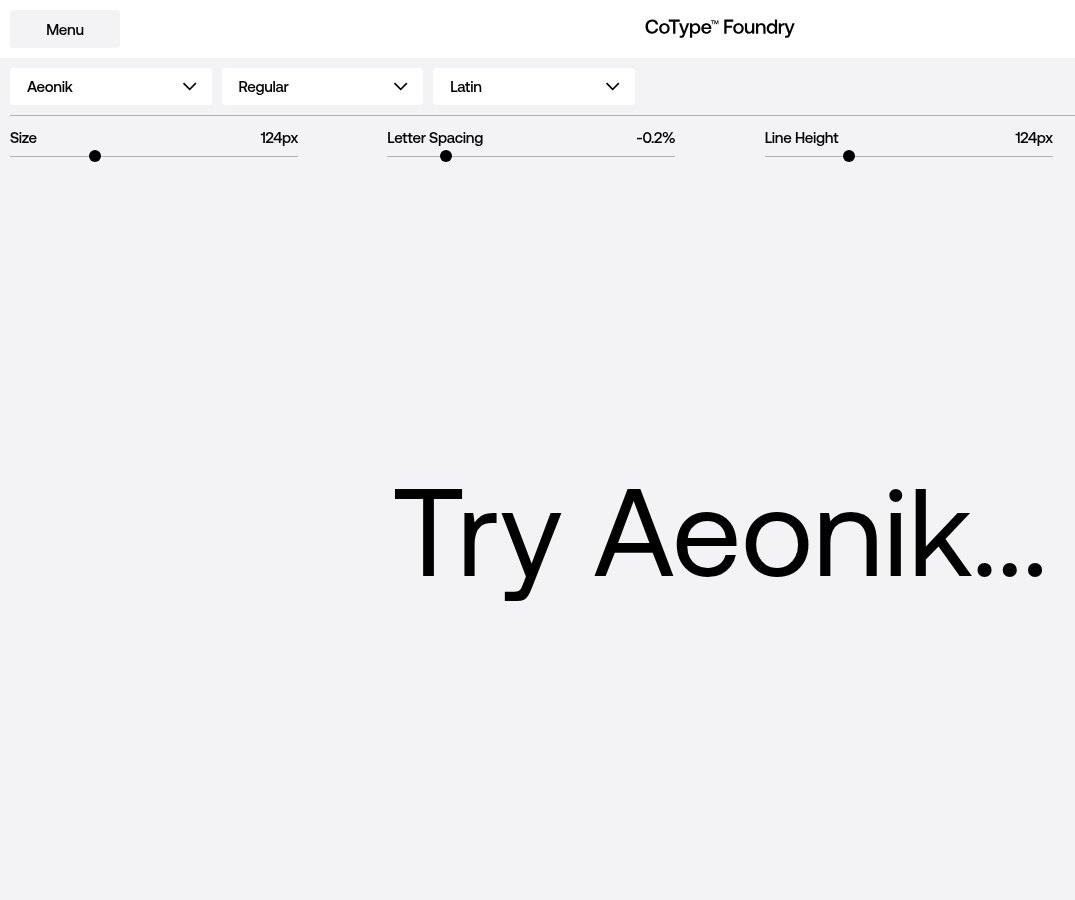 Menu
CoType™ Foundry
Aeonik
Regular
Latin
Size 124px
Letter Spacing -0.2%
Line Height 124px
Try Aeonik...